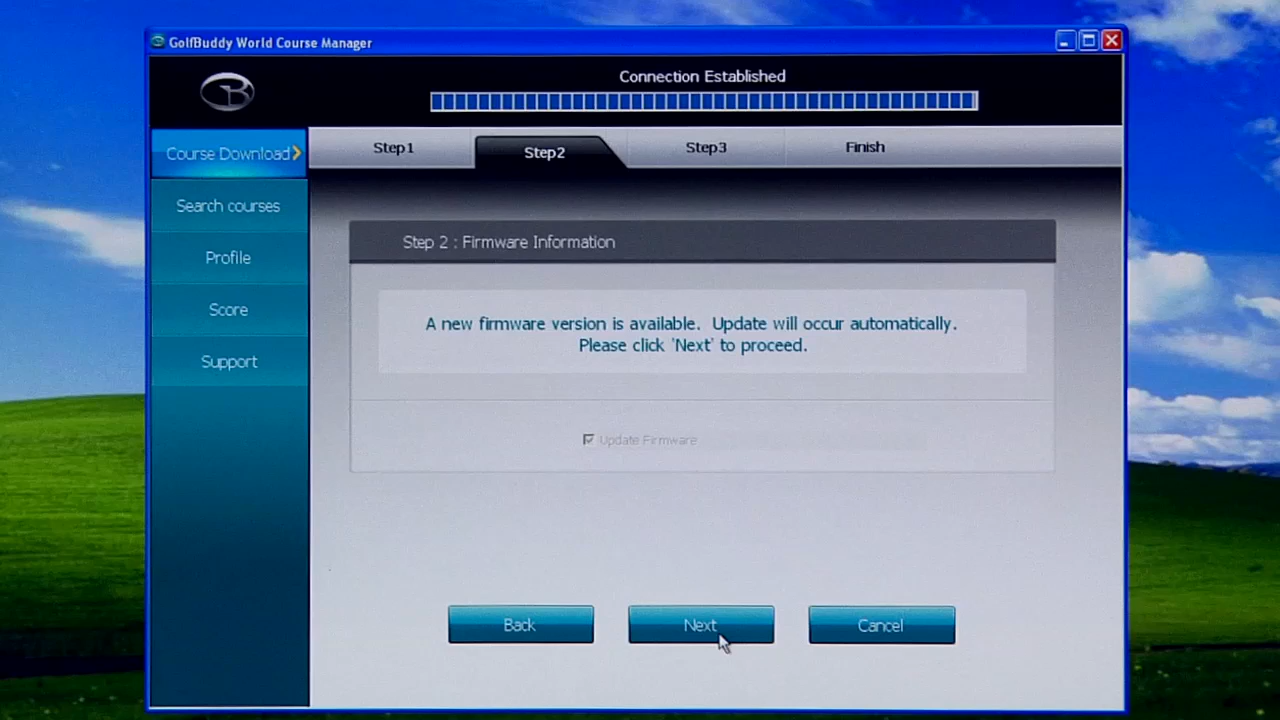 GolfBuddy World Course Manager
Connection Established
Course Download
Search courses
Profile
Score
Support
Step1
Step2
Step3
Finish
Step 2 : Firmware Information
A new firmware version is available. Update will occur automatically.
Please click 'Next' to proceed.
Update Firmware
Back
Next
Cancel